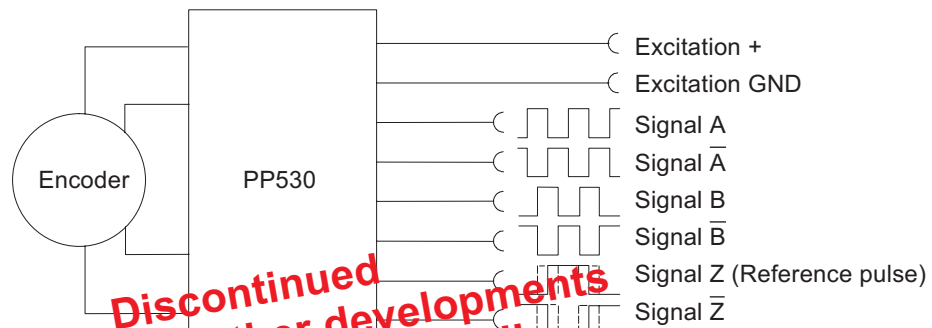 Excitation +
Excitation GND
Signal A
Signal A̅
Encoder
PP530
Signal B
Signal B̅
Signal Z (Reference pulse)
Signal Z̅
Discontinued
developments